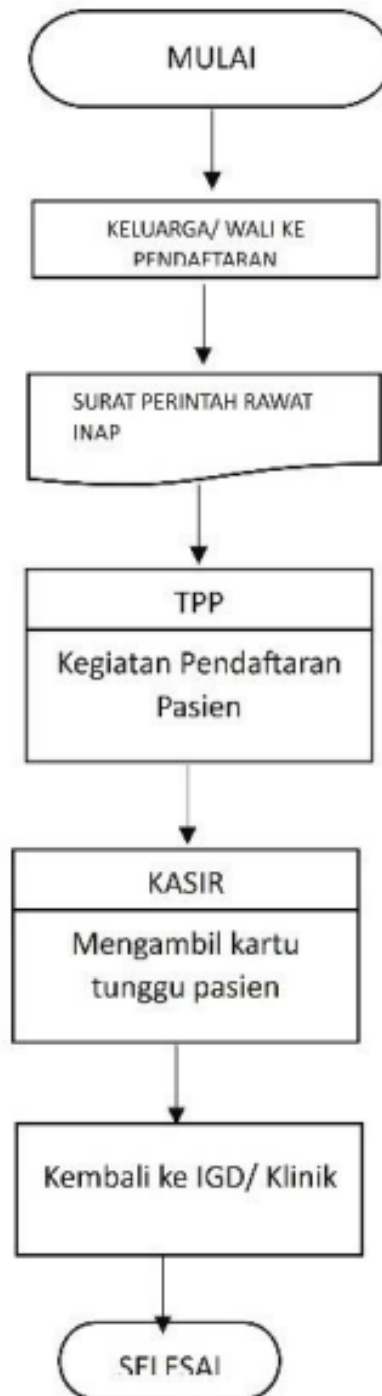 MULAI
KELUARGA/ WALI KE
PENDAFTARAN
SURAT PERINTAH RAWAT
INAP
TPP
Kegiatan Pendaftaran
Pasien
KASIR
Mengambil kartu
tunggu pasien
Kembali ke IGD/ Klinik
SELESAI